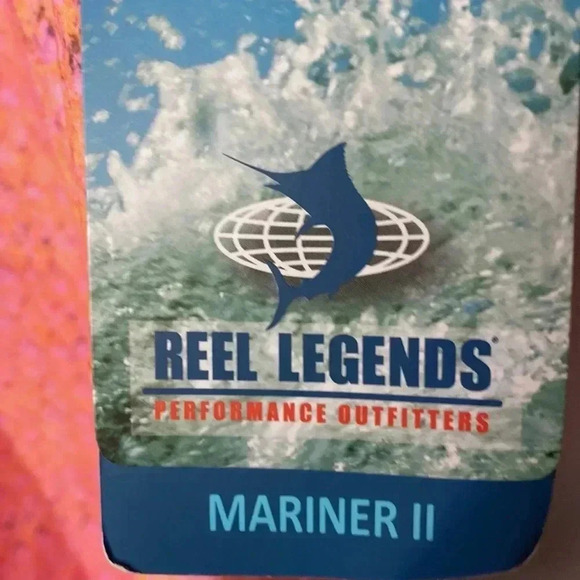 REEL LEGENDS®
PERFORMANCE OUTFITTERS
MARINER II